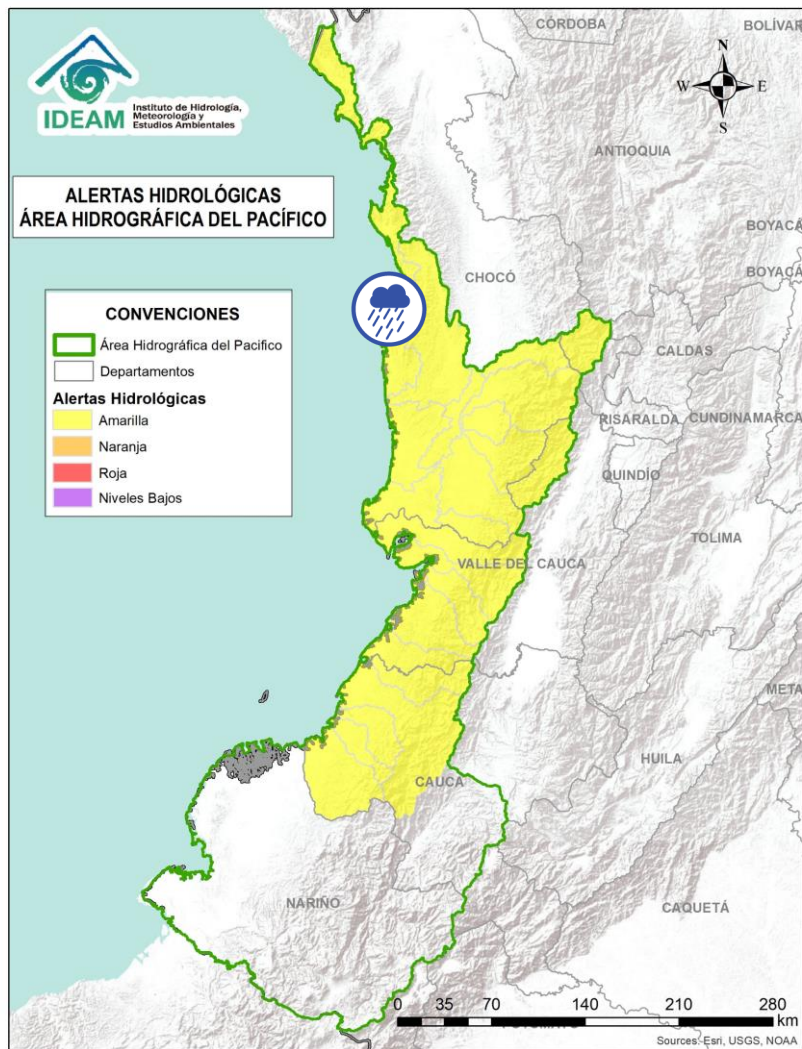 CÓRDOBA
BOLÍVAR
IDEAM
Instituto de Hidrología,
Meteorología y
Estudios Ambientales
N
W
E
S
ANTIOQUIA
ALERTAS HIDROLÓGICAS
ÁREA HIDROGRÁFICA DEL PACÍFICO
BOYACÁ
BOYACÁ
CHOCÓ
CONVENCIONES
Área Hidrográfica del Pacifico
Departamentos
Alertas Hidrológicas
Amarilla
Naranja
Roja
Niveles Bajos
CALDAS
RISARALDA
CUNDINAMARCA
QUINDÍO
TOLIMA
VALLE DEL CAUCA
META
HUILA
CAUCA
NARIÑO
CAQUETÁ
0 35 70 140 210 280
km
Sources: Esri, USGS, NOAA